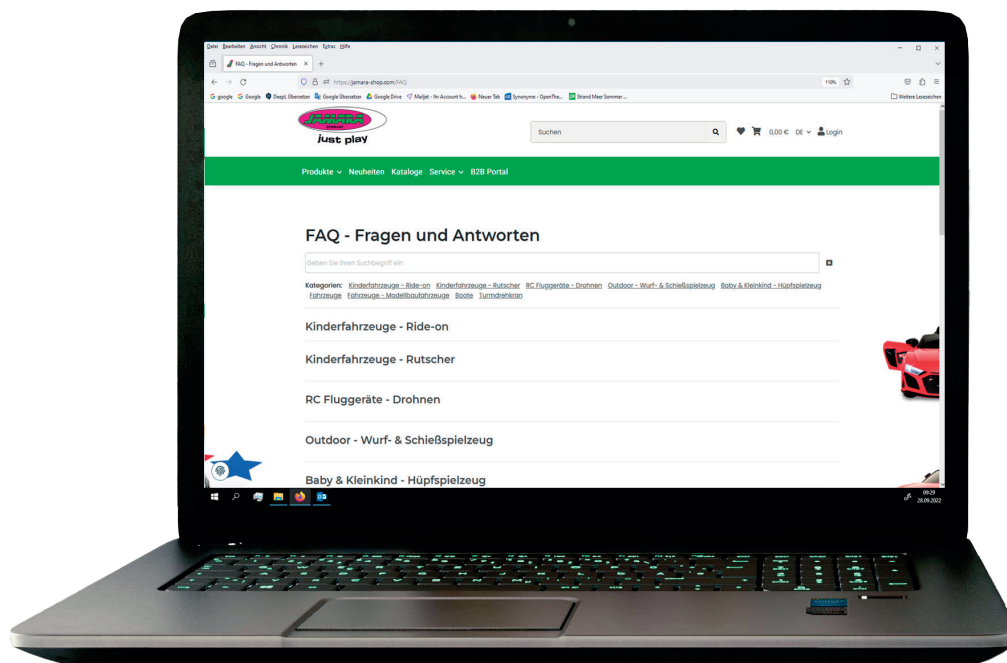 Datei Bearbeiten Ansicht Chronik Lesezeichen Extras Hilfe
FAQ - Fragen und Antworten
https://jamara-shop.com/FAQ
110%
google Google DeepL Übersetzer Google Übersetzer Google Drive Mailjet - Ihr Account h... Neuer Tab Synonyme - OpenThe... Strand Meer Sommer ... Weitere Lesezeichen
JAMARA
GERMANY
just play
Suchen
0,00 € DE Login
Produkte Neuheiten Kataloge Service B2B Portal
FAQ - Fragen und Antworten
Geben Sie ihren Suchbegriff ein
Kategorien: Kinderfahrzeuge - Ride-on Kinderfahrzeuge - Rutscher RC Fluggeräte - Drohnen Outdoor - Wurf- & Schießspielzeug Baby & Kleinkind - Hüpfspielzeug
Fahrzeuge Fahrzeuge - Modellbaufahrzeuge Boote Turmdrehkran
Kinderfahrzeuge - Ride-on
Kinderfahrzeuge - Rutscher
RC Fluggeräte - Drohnen
Outdoor - Wurf- & Schießspielzeug
Baby & Kleinkind - Hüpfspielzeug
09:29
28.09.2022